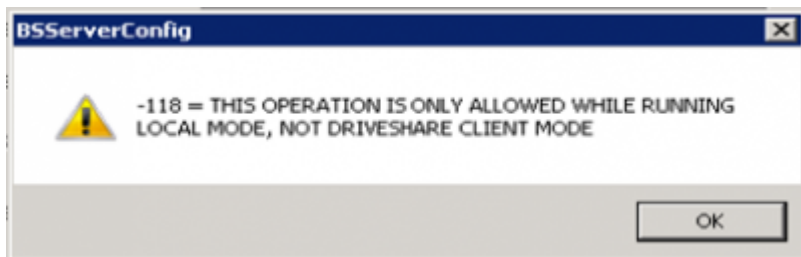 BSServerConfig
-118 = THIS OPERATION IS ONLY ALLOWED WHILE RUNNING
LOCAL MODE, NOT DRIVESHARE CLIENT MODE
OK